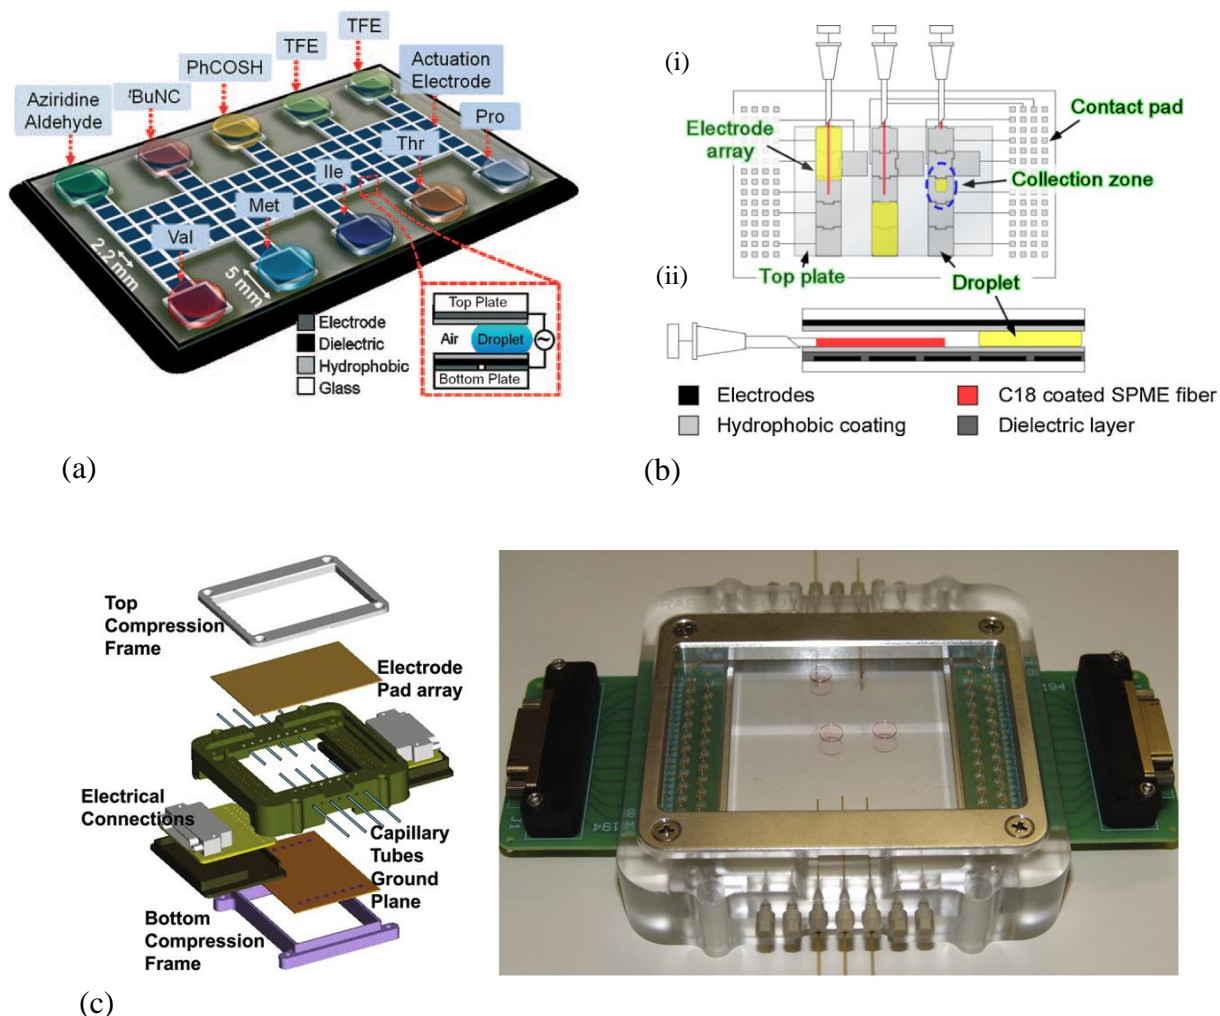 TFE
TFE
PhCOSH
Actuation
Electrode
ᵗBuNC
Aziridine
Aldehyde
Pro
Thr
Ile
Met
Val
2.2 mm
5 mm
Electrode
Dielectric
Hydrophobic
Glass
Top Plate
Air
Droplet
Bottom Plate
(a)
(i)
Contact pad
Electrode
array
Collection zone
Top plate
Droplet
(ii)
Electrodes
C18 coated SPME fiber
Hydrophobic coating
Dielectric layer
(b)
Top
Compression
Frame
Electrode
Pad array
Electrical
Connections
Capillary
Tubes
Ground
Plane
Bottom
Compression
Frame
194
J1
194
(c)